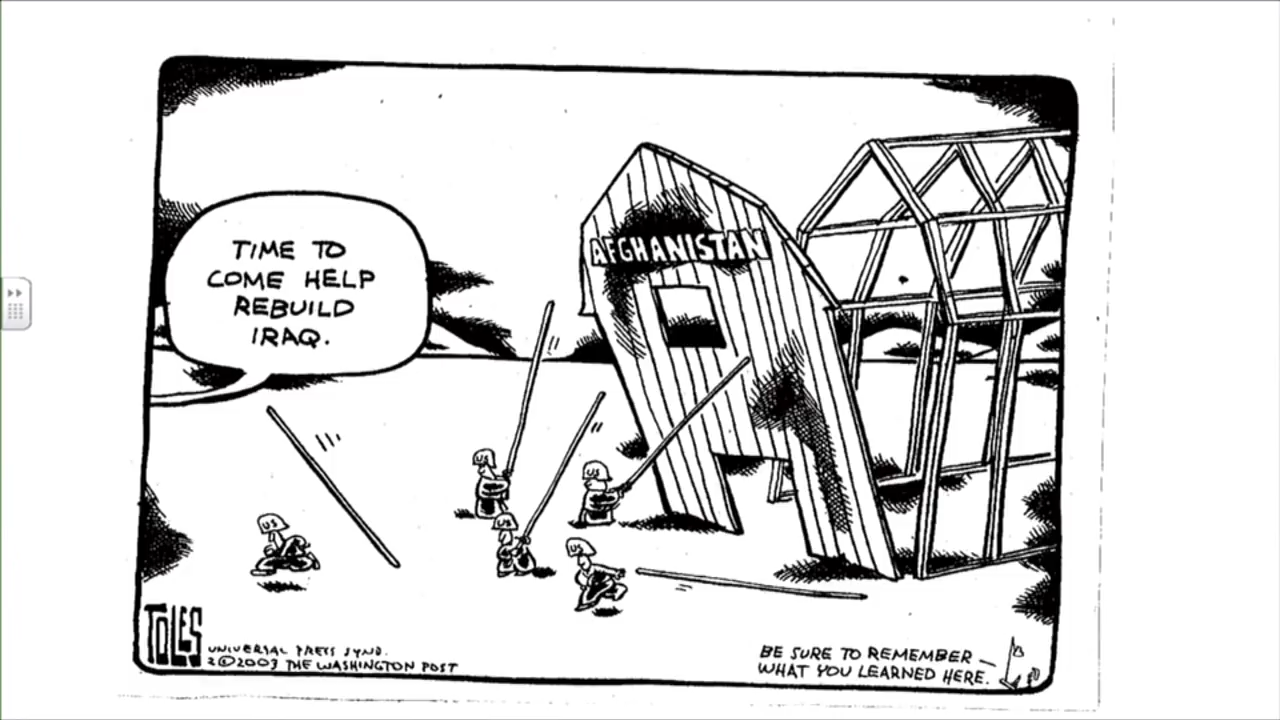 TIME TO
COME HELP
REBUILD
IRAQ.
AFGHANISTAN
US
US
US
US
US
TOLES
UNIVERSAL PRESS SYND.
©2003 THE WASHINGTON POST
BE SURE TO REMEMBER
WHAT YOU LEARNED HERE.